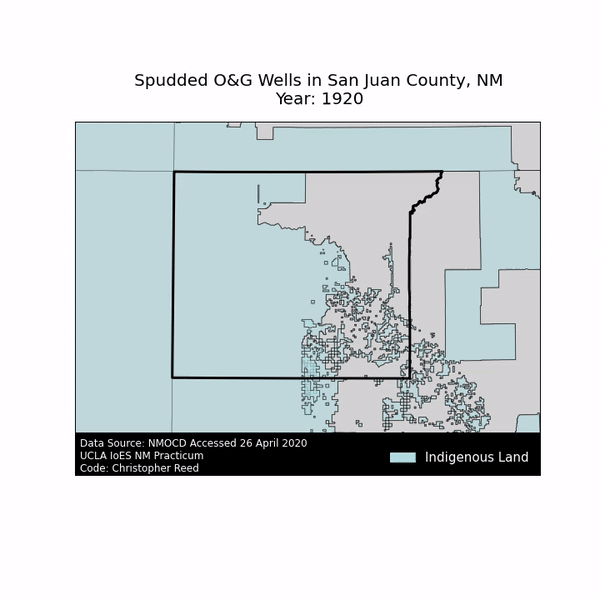 Spudded O&G Wells in San Juan County, NM
Year: 1920
Data Source: NMOCD Accessed 26 April 2020
UCLA IoES NM Practicum
Code: Christopher Reed
Indigenous Land